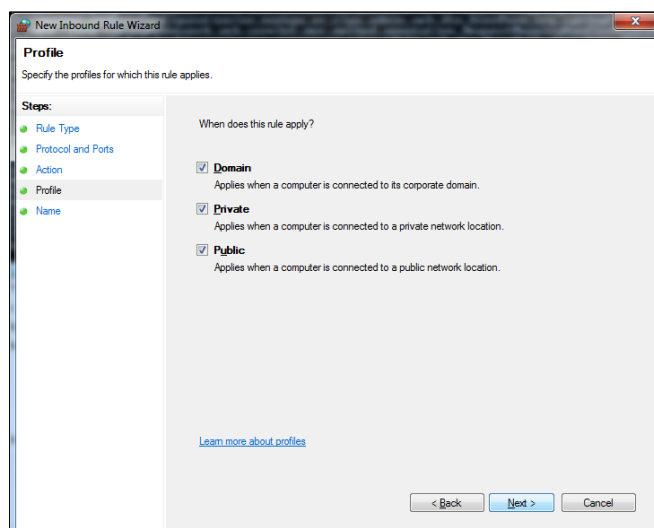 New Inbound Rule Wizard
Profile
Specify the profiles for which this rule applies.
Steps:
Rule Type
Protocol and Ports
Action
Profile
Name
When does this rule apply?
Domain
Applies when a computer is connected to its corporate domain.
Private
Applies when a computer is connected to a private network location.
Public
Applies when a computer is connected to a public network location.
Learn more about profiles
< Back
Next >
Cancel